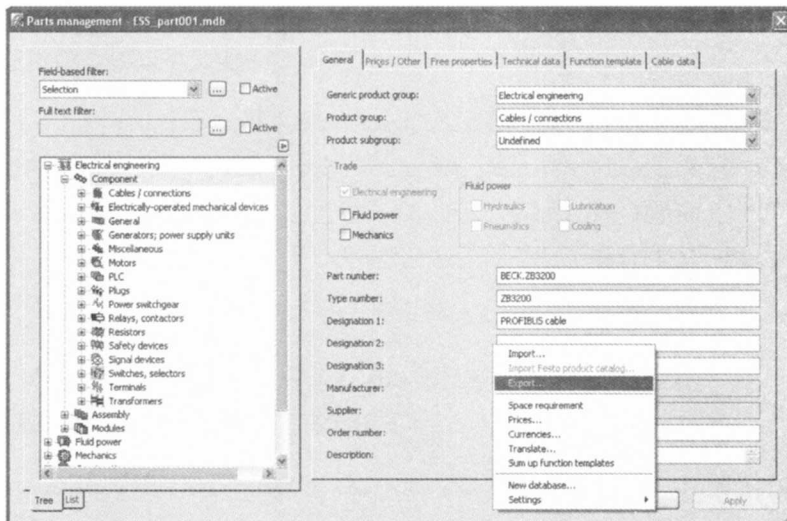 Parts management - ESS_part001.mdb
Field-based filter:
Selection
...
Active
Full text filter:
...
Active
Electrical engineering
Component
Cables / connections
Electrically-operated mechanical devices
General
Generators; power supply units
Miscellaneous
Motors
PLC
Plugs
Power switchgear
Relays, contactors
Resistors
Safety devices
Signal devices
Switches, selectors
Terminals
Transformers
Assembly
Modules
Fluid power
Mechanics
Tree
List
General
Prices / Other
Free properties
Technical data
Function template
Cable data
Generic product group:
Electrical engineering
Product group:
Cables / connections
Product subgroup:
Undefined
Trade
Electrical engineering
Fluid power
Mechanics
Fluid power
Hydraulics
Lubrication
Pneumatics
Cooling
Part number:
BECK.ZB3200
Type number:
ZB3200
Designation 1:
PROFIBUS cable
Designation 2:
Designation 3:
Manufacturer:
Supplier:
Order number:
Description:
Import...
Import Festo product catalog...
Export...
Space requirement
Prices...
Currencies...
Translate...
Sum up function templates
New database...
Settings
Apply